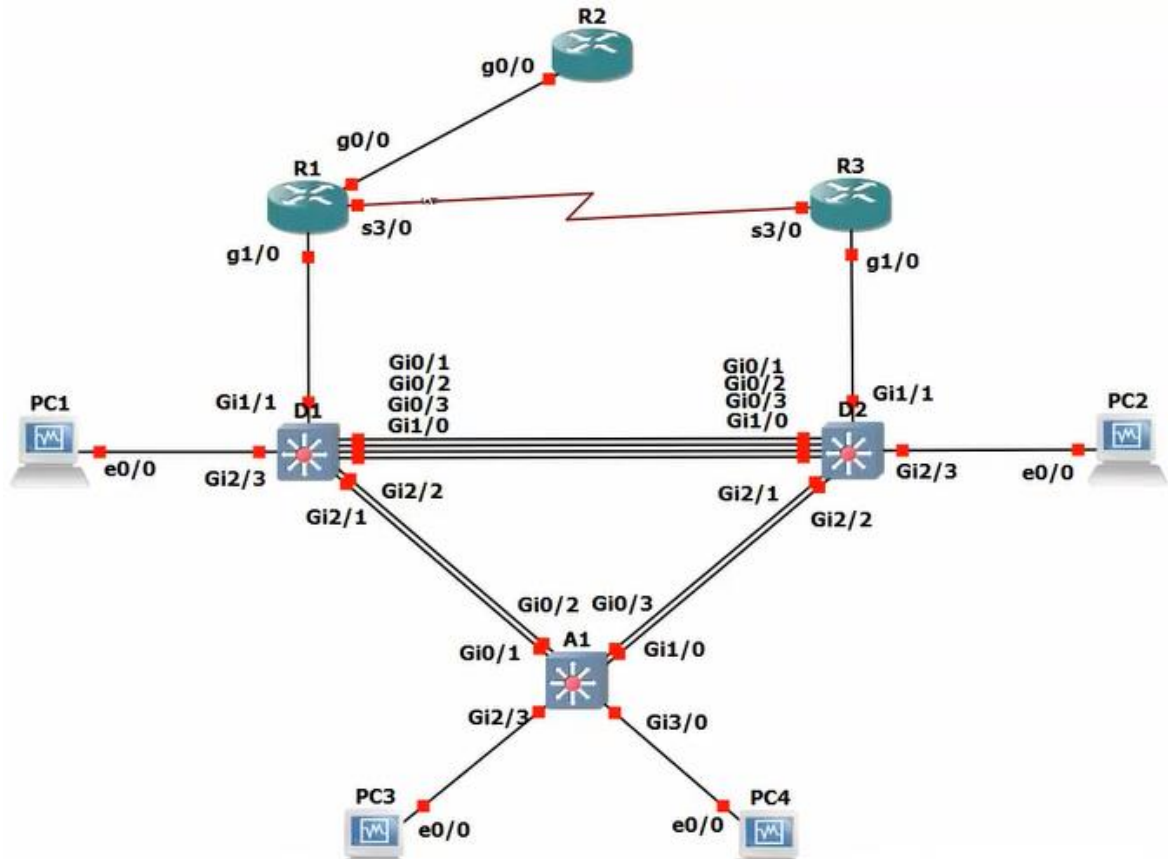 R2
g0/0
g0/0
R1
R3
s3/0
s3/0
g1/0
g1/0
Gi0/1
Gi0/2
Gi0/3
Gi1/0
Gi0/1
Gi0/2
Gi0/3
Gi1/0
Gi1/1
D1
Gi1/1
D2
PC1
PC2
e0/0
Gi2/3
Gi2/3
e0/0
Gi2/2
Gi2/1
Gi2/1
Gi2/2
Gi0/2
Gi0/3
A1
Gi0/1
Gi1/0
Gi2/3
Gi3/0
PC3
PC4
e0/0
e0/0